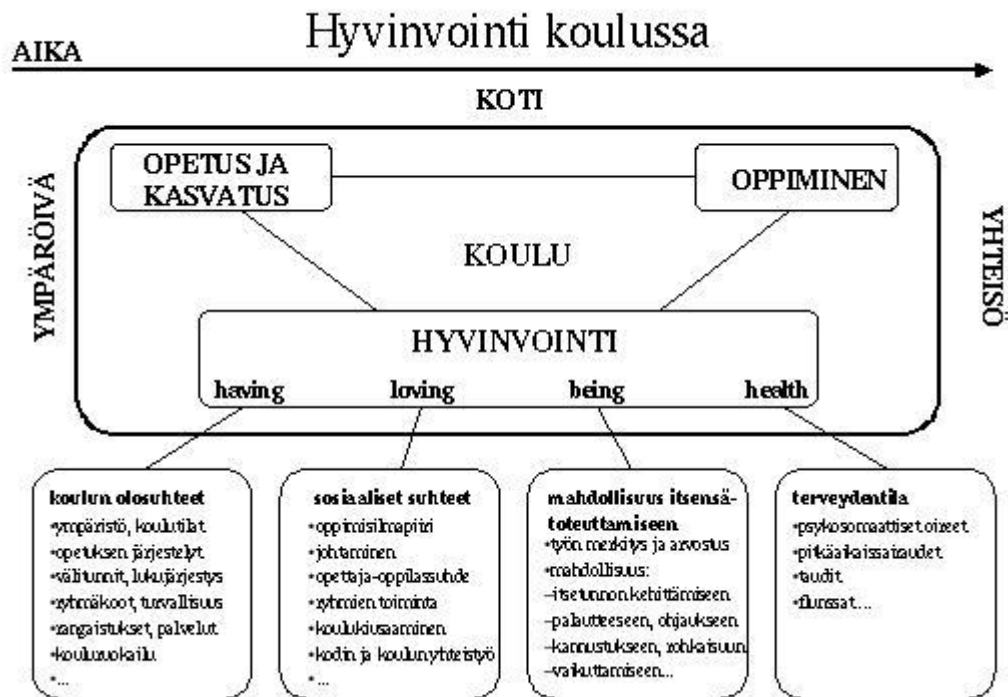 Hyvinvointi koulussa
AIKA
KOTI
YMPÄRÖIVÄ
YHTEISÖ
OPETUS JA
KASVATUS
OPPIMINEN
KOULU
HYVINVOINTI
having loving being health
koulun olosuhteet
•ympäristö, koulutilat
•opetuksen järjestelyt
•välitunnit, lukujärjestys
•ryhmäkoot, turvallisuus
•rangaistukset, palvelut
•kouluruokailu
•...
sosiaaliset suhteet
•oppimisilmapiiri
•johtaminen
•opettaja-oppilassuhde
•ryhmien toiminta
•koulukiusaaminen
•kodin ja koulun yhteistyö
•...
mahdollisuus itsensä-
toteuttamiseen
•työn merkitys ja arvostus
•mahdollisuus:
–itsetunnon kehittämiseen
–palautteeseen, ohjaukseen
–kannustukseen, rohkaisuun
–vaikuttamiseen...
terveydentila
•psykosomaattiset oireet
•pitkäaikaissairaudet
•taudit
•flunssat...